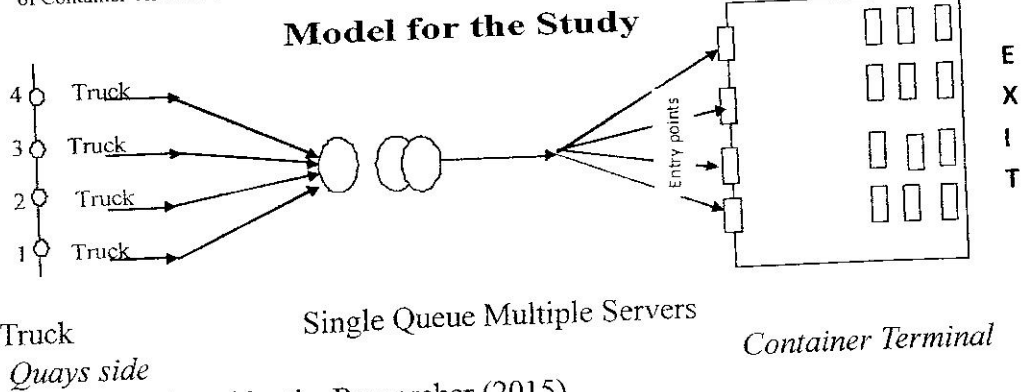 Model for the Study
4 Truck
3 Truck
2 Truck
1 Truck
Entry points
E
X
I
T
Truck
Quays side
Single Queue Multiple Servers
Container Terminal
by the Researcher (2015)